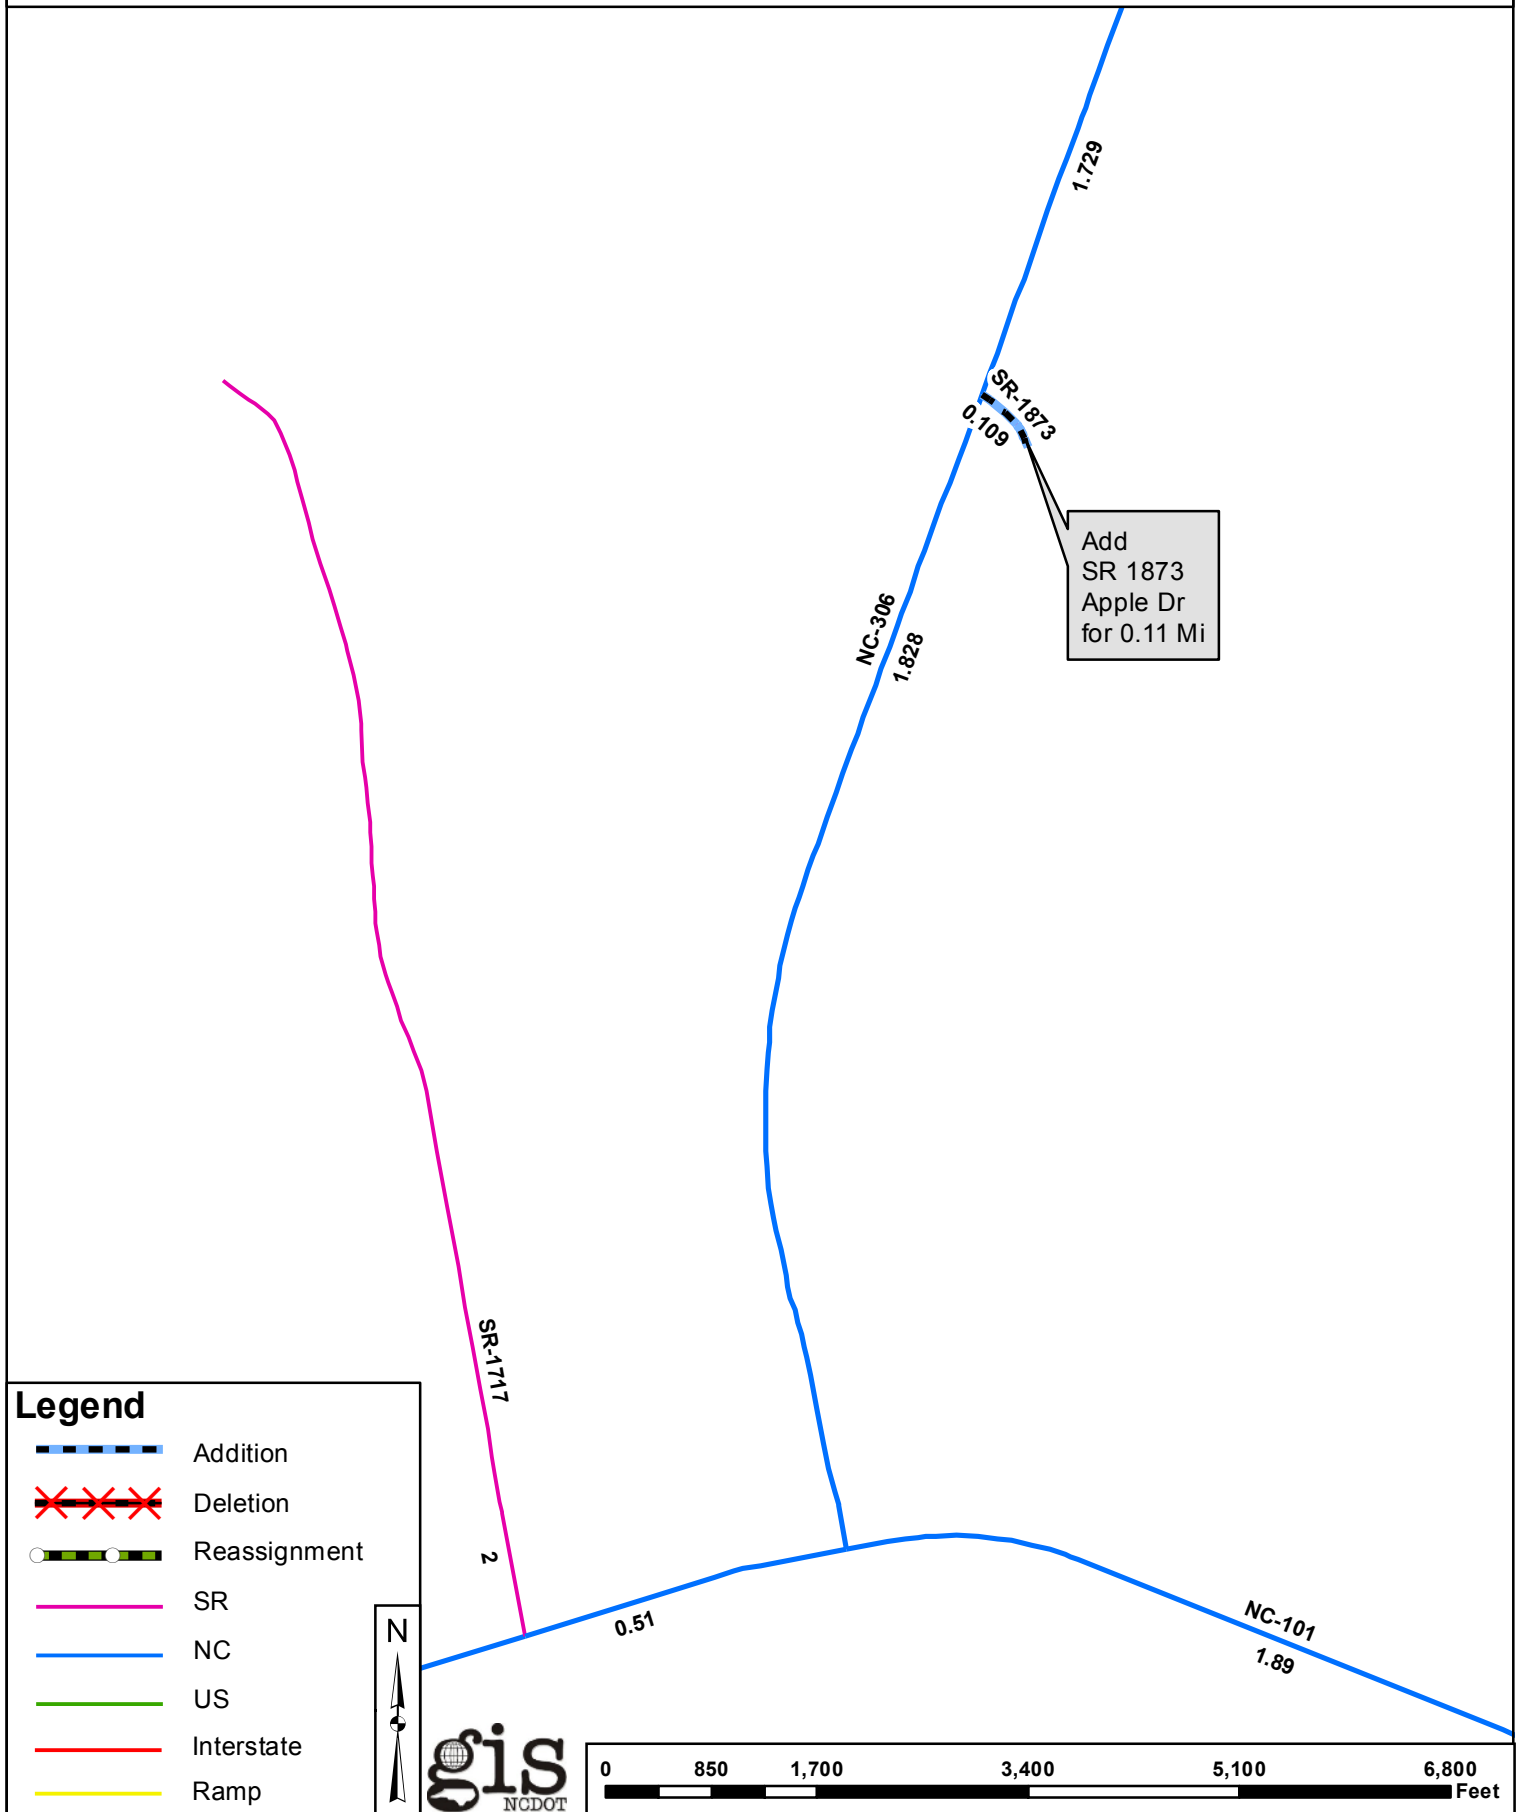 1.729
SR-1873
0.109
Add
SR 1873
Apple Dr
for 0.11 Mi
NC-306
1.828
SR-1717
2
0.51
NC-101
1.89
Legend
Addition
Deletion
Reassignment
SR
NC
US
Interstate
Ramp
N
gis
NCDOT
0 850 1,700 3,400 5,100 6,800
Feet